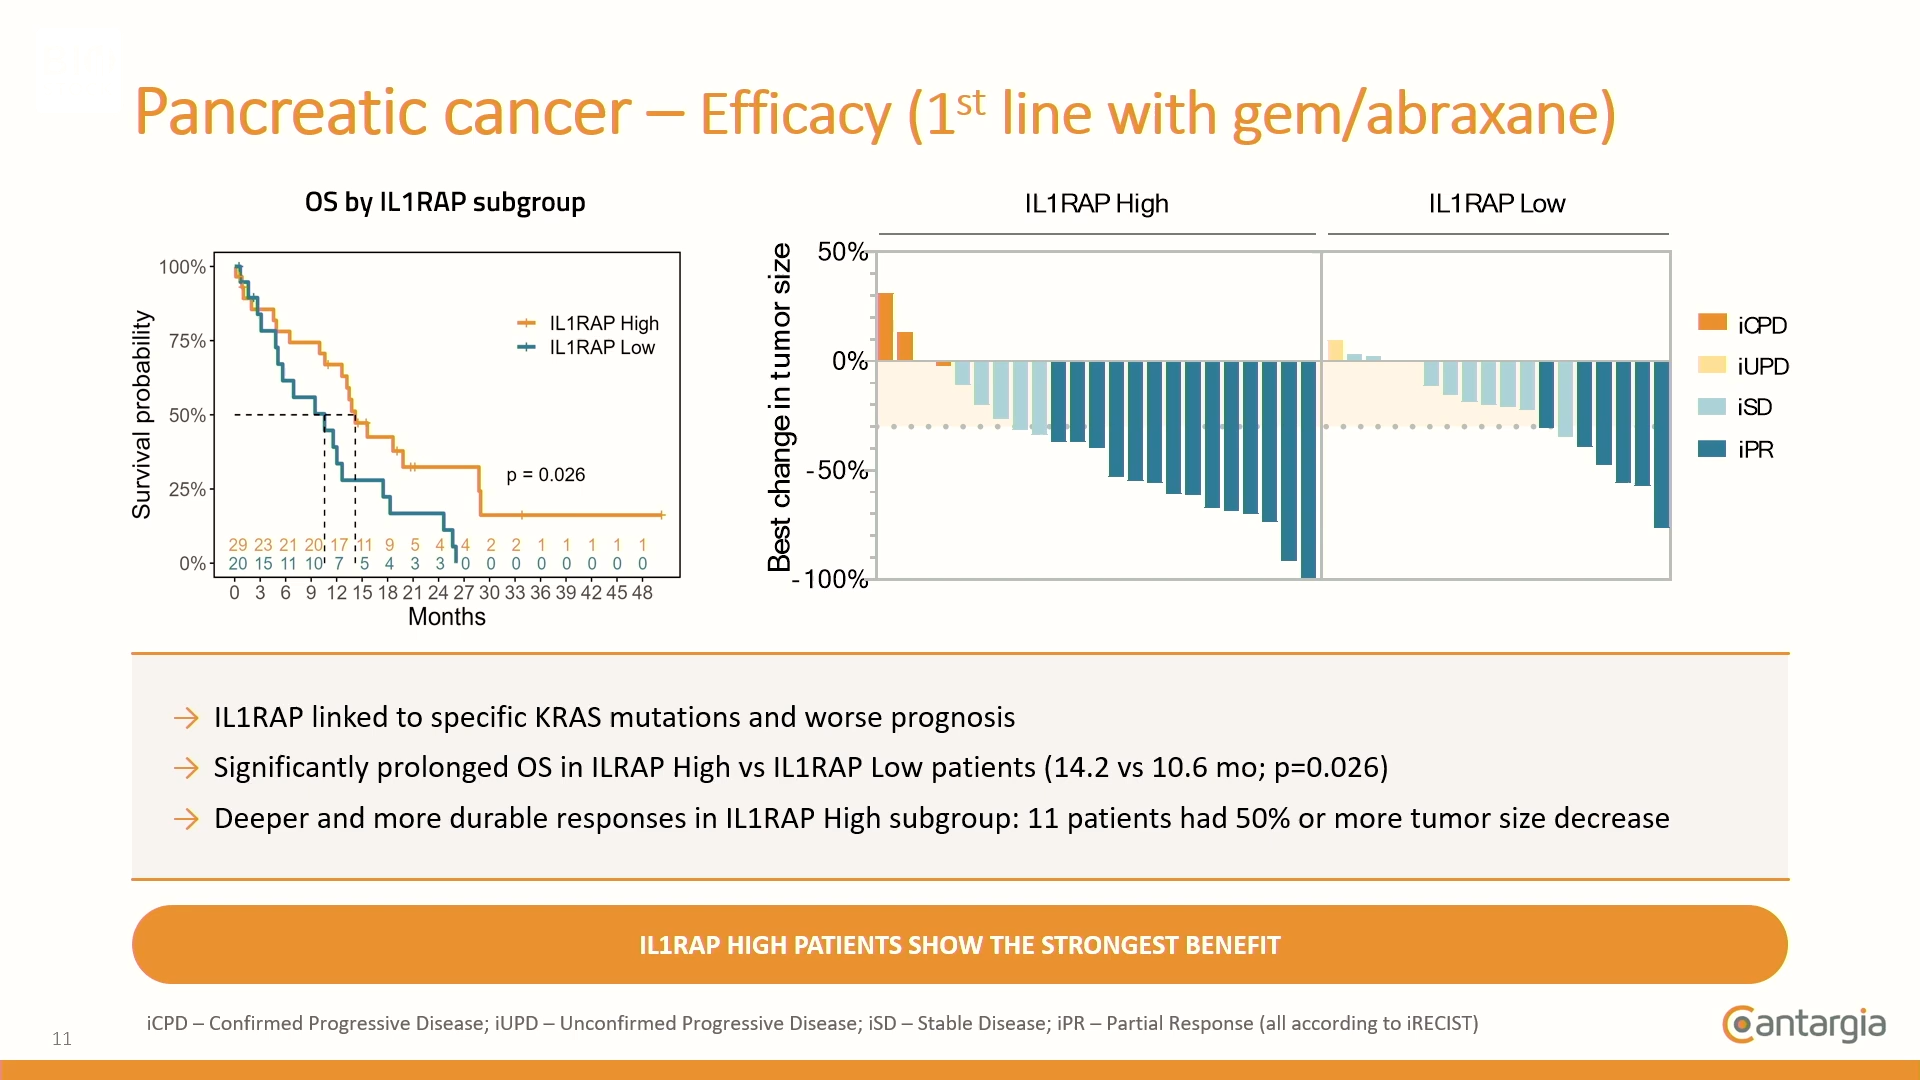 Pancreatic cancer – Efficacy (1st line with gem/abraxane)
OS by IL1RAP subgroup
Survival probability
100%
75%
50%
25%
0%
IL1RAP High
IL1RAP Low
p = 0.026
29 23 21 20 17 11 9 5 4 4 2 2 1 1 1 1 1
20 15 11 10 7 5 4 3 3 0 0 0 0 0 0 0 0
0 3 6 9 12 15 18 21 24 27 30 33 36 39 42 45 48
Months
IL1RAP High
IL1RAP Low
Best change in tumor size
50%
0%
-50%
-100%
iCPD
iUPD
iSD
iPR
→ IL1RAP linked to specific KRAS mutations and worse prognosis
→ Significantly prolonged OS in ILRAP High vs IL1RAP Low patients (14.2 vs 10.6 mo; p=0.026)
→ Deeper and more durable responses in IL1RAP High subgroup: 11 patients had 50% or more tumor size decrease
IL1RAP HIGH PATIENTS SHOW THE STRONGEST BENEFIT
iCPD – Confirmed Progressive Disease; iUPD – Unconfirmed Progressive Disease; iSD – Stable Disease; iPR – Partial Response (all according to iRECIST)
11
Cantargia